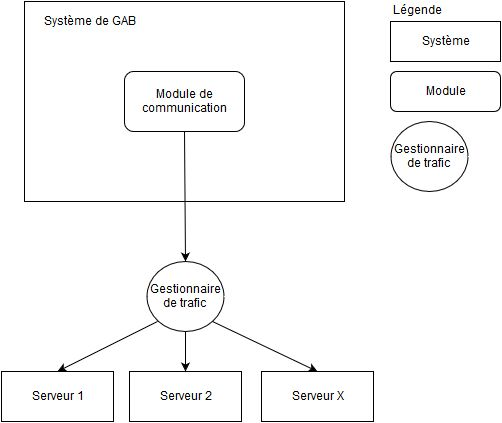 Système de GAB
Module de
communication
Gestionnaire
de trafic
Serveur 1
Serveur 2
Serveur X
Légende
Système
Module
Gestionnaire
de trafic